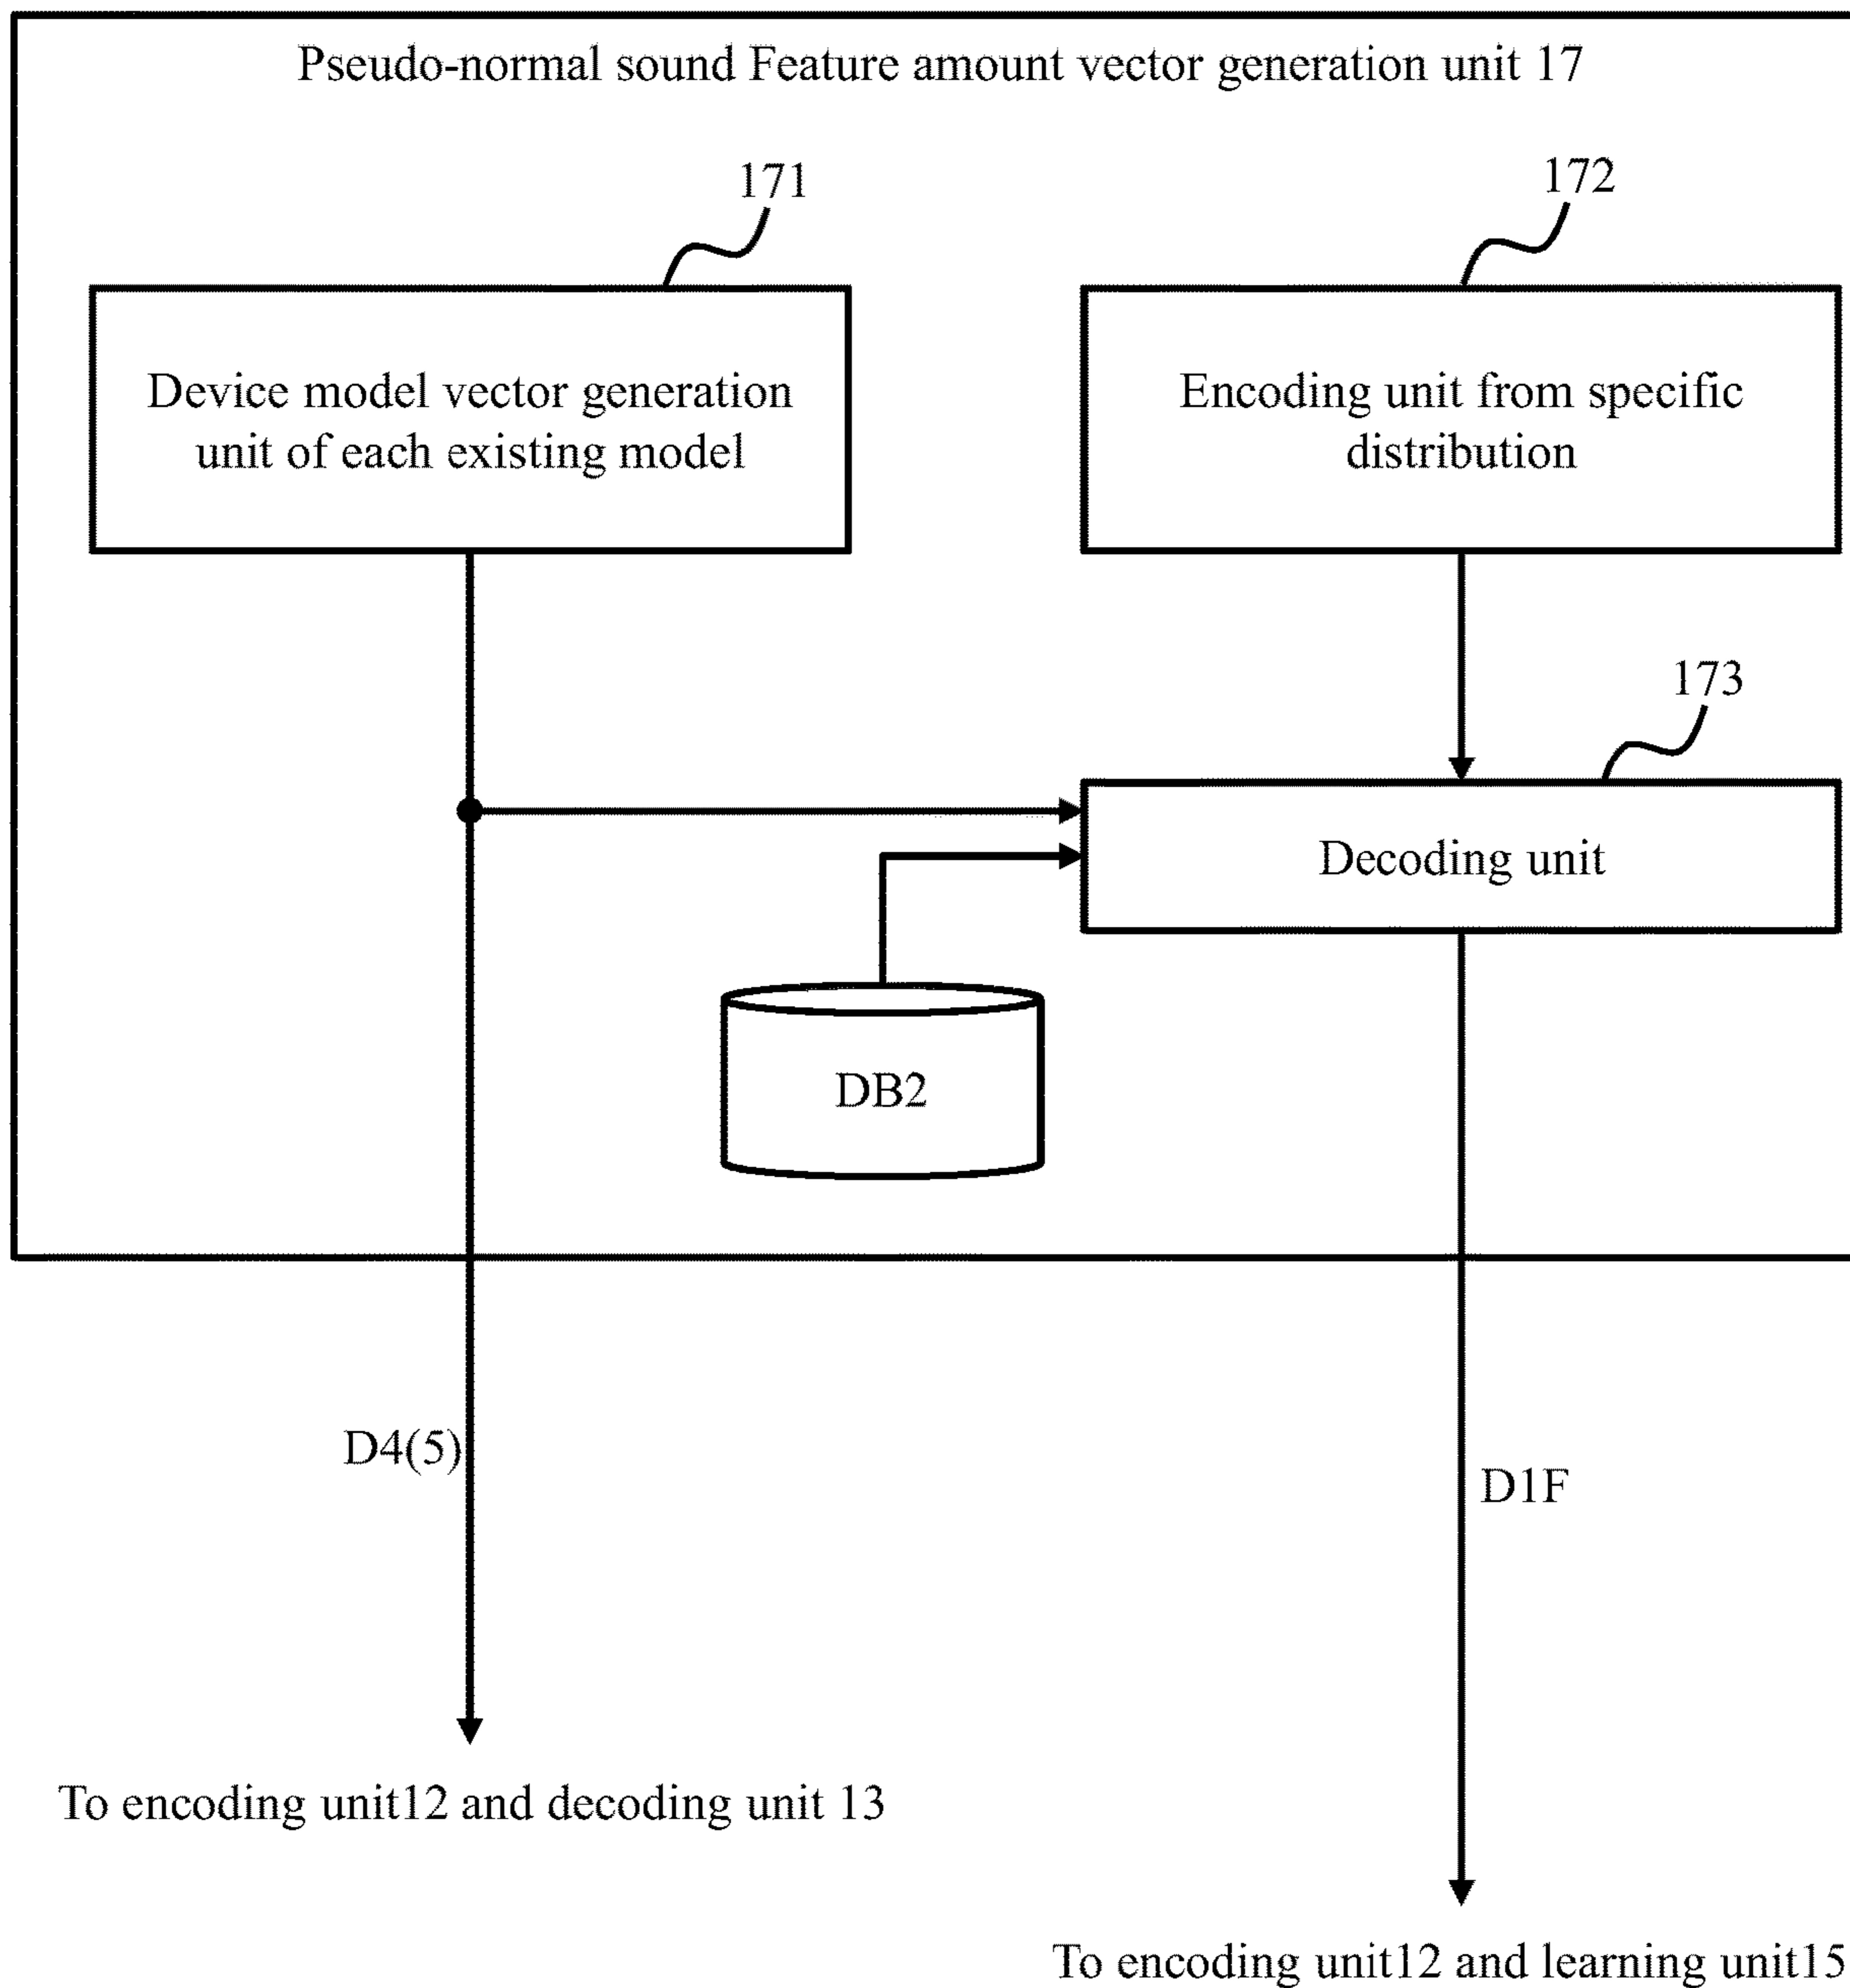 Pseudo-normal sound Feature amount vector generation unit 17
171
172
Device model vector generation
unit of each existing model
Encoding unit from specific
distribution
173
Decoding unit
DB2
D4(5)
D1F
To encoding unit12 and decoding unit 13
To encoding unit12 and learning unit15